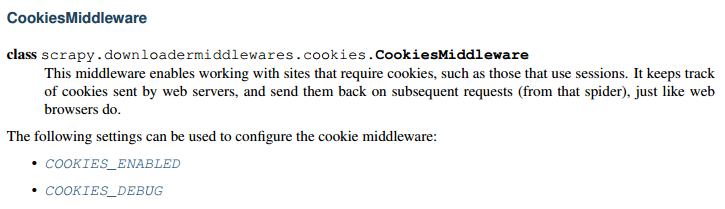 CookiesMiddleware
class scrapy.downloadermiddlewares.cookies.CookiesMiddleware
This middleware enables working with sites that require cookies, such as those that use sessions. It keeps track
of cookies sent by web servers, and send them back on subsequent requests (from that spider), just like web
browsers do.
The following settings can be used to configure the cookie middleware:
• COOKIES_ENABLED
• COOKIES_DEBUG